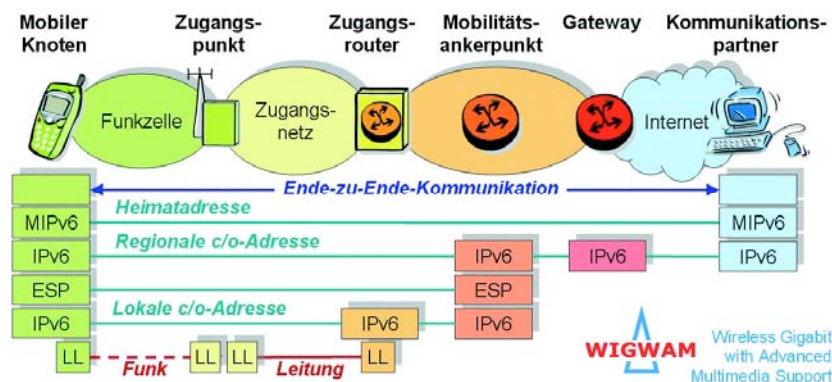 Mobiler Knoten
Zugangs-punkt
Zugangs-router
Mobilitäts-ankerpunkt
Gateway
Kommunikations-partner
Funkzelle
Zugangs-netz
Internet
Ende-zu-Ende-Kommunikation
Heimatadresse
MIPv6 MIPv6
Regionale c/o-Adresse
IPv6 IPv6 IPv6 IPv6
ESP ESP
Lokale c/o-Adresse
IPv6 IPv6 IPv6
LL LL LL LL
Funk Leitung
WIGWAM
Wireless Gigabit
with Advanced
Multimedia Support